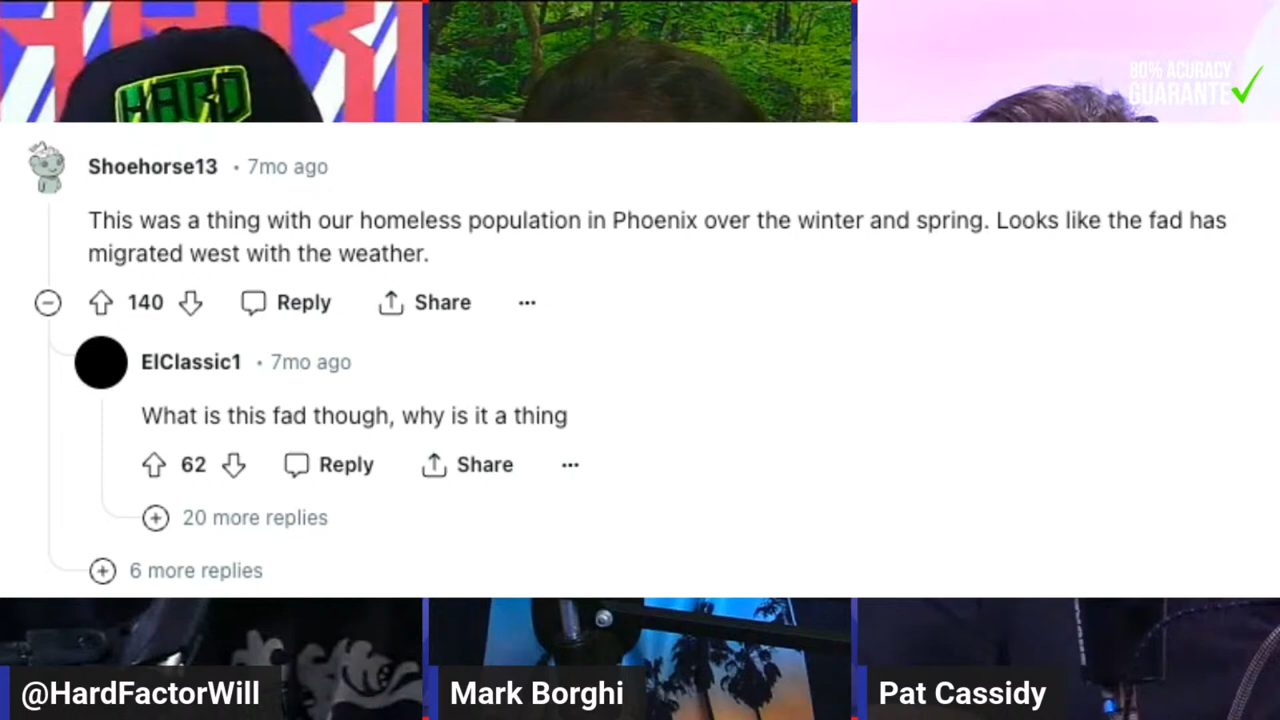 HARD
80% ACURACY
GUARANTE
Shoehorse13 • 7mo ago
This was a thing with our homeless population in Phoenix over the winter and spring. Looks like the fad has
migrated west with the weather.
140 Reply Share ...
ElClassic1 • 7mo ago
What is this fad though, why is it a thing
62 Reply Share ...
20 more replies
6 more replies
@HardFactorWill Mark Borghi Pat Cassidy